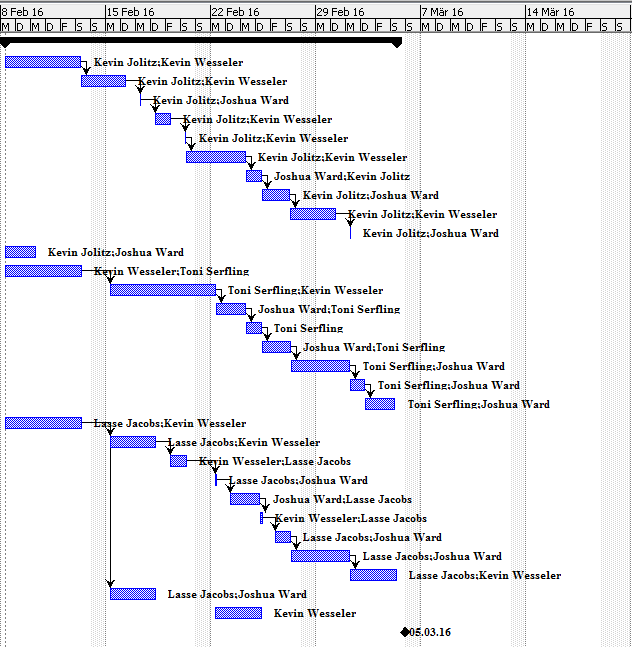 8 Feb 16 15 Feb 16 22 Feb 16 29 Feb 16 7 Mär 16 14 Mär 16
M D M D F S S M D M D F S S M D M D F S S M D M D F S S M D M D F S S M D M D F S S
Kevin Jolitz;Kevin Wesseler
Kevin Jolitz;Kevin Wesseler
Kevin Jolitz;Joshua Ward
Kevin Jolitz;Kevin Wesseler
Kevin Jolitz;Kevin Wesseler
Kevin Jolitz;Kevin Wesseler
Joshua Ward;Kevin Jolitz
Kevin Jolitz;Joshua Ward
Kevin Jolitz;Kevin Wesseler
Kevin Jolitz;Joshua Ward
Kevin Jolitz;Joshua Ward
Kevin Wesseler;Toni Serfling
Toni Serfling;Kevin Wesseler
Joshua Ward;Toni Serfling
Toni Serfling
Joshua Ward;Toni Serfling
Toni Serfling;Joshua Ward
Toni Serfling;Joshua Ward
Toni Serfling;Joshua Ward
Lasse Jacobs;Kevin Wesseler
Lasse Jacobs;Kevin Wesseler
Kevin Wesseler;Lasse Jacobs
Lasse Jacobs;Joshua Ward
Joshua Ward;Lasse Jacobs
Kevin Wesseler;Lasse Jacobs
Lasse Jacobs;Joshua Ward
Lasse Jacobs;Joshua Ward
Lasse Jacobs;Kevin Wesseler
Lasse Jacobs;Joshua Ward
Kevin Wesseler
05.03.16